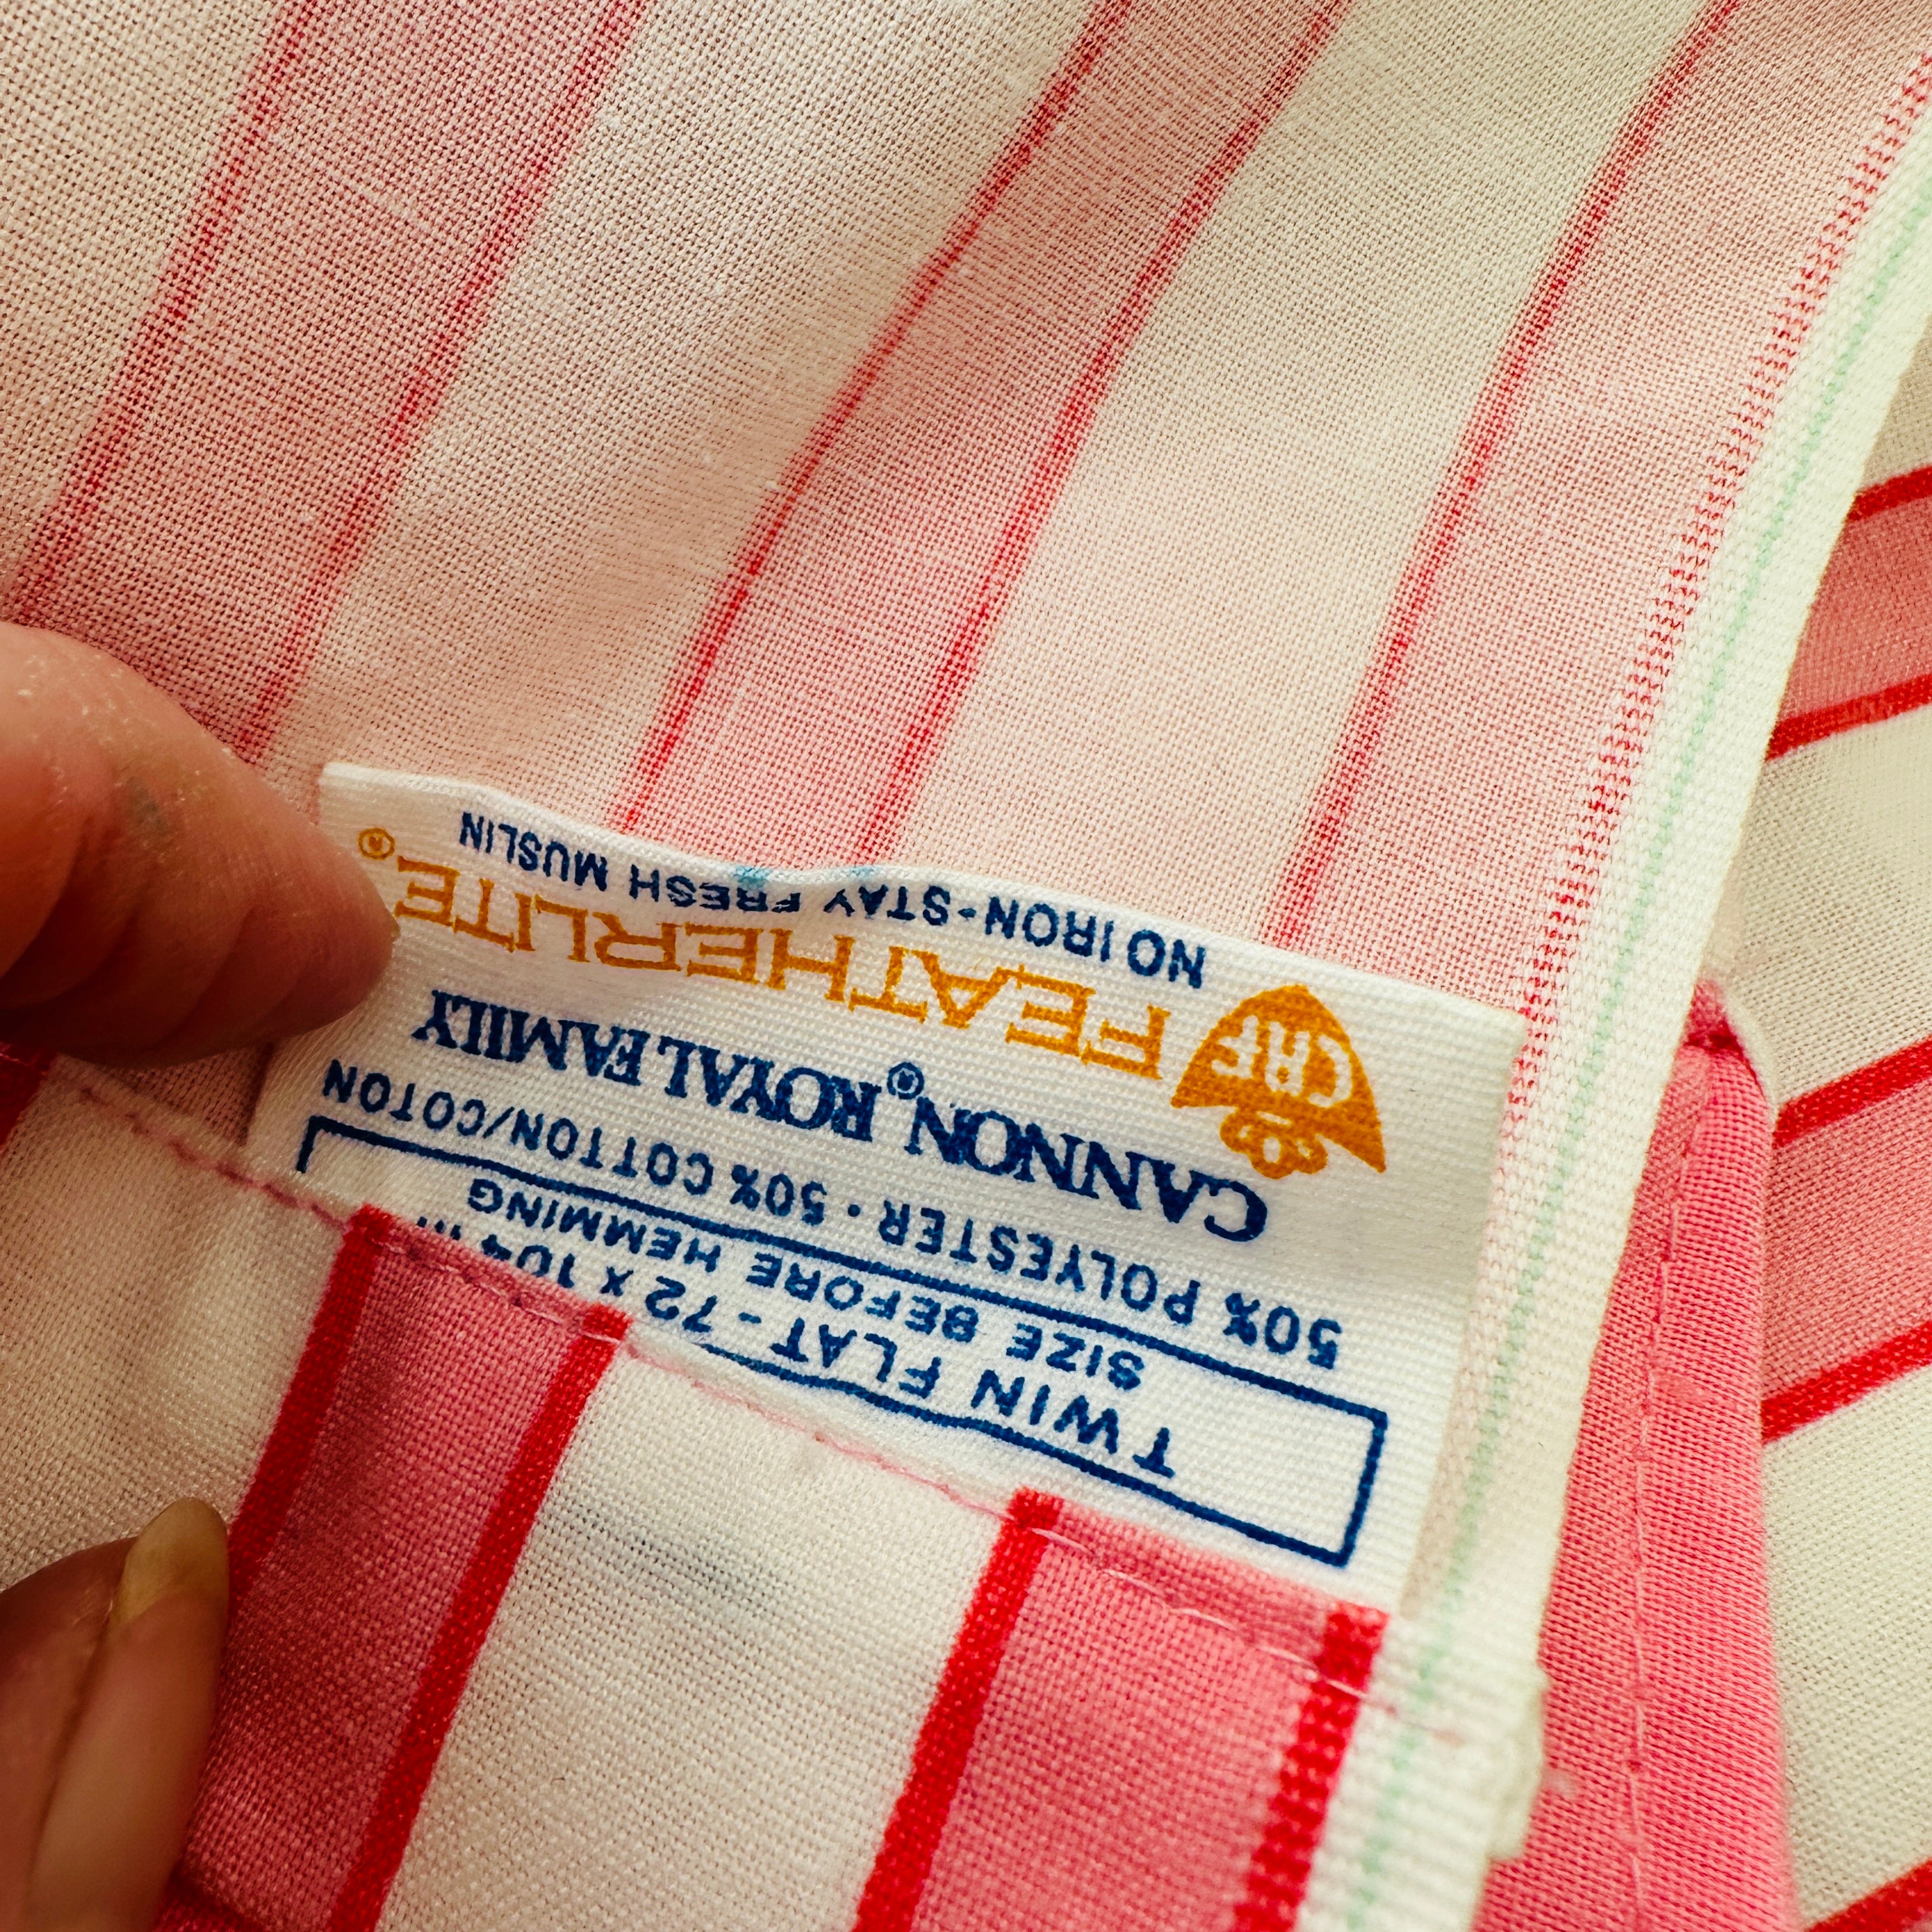 NO IRON-STAY FRESH MUSLIN
CRF FEATHERLITE®
CANNON® ROYAL FAMILY
50% POLYESTER · 50% COTTON/COTON
SIZE BEFORE HEMMING
TWIN FLAT - 72 x 104